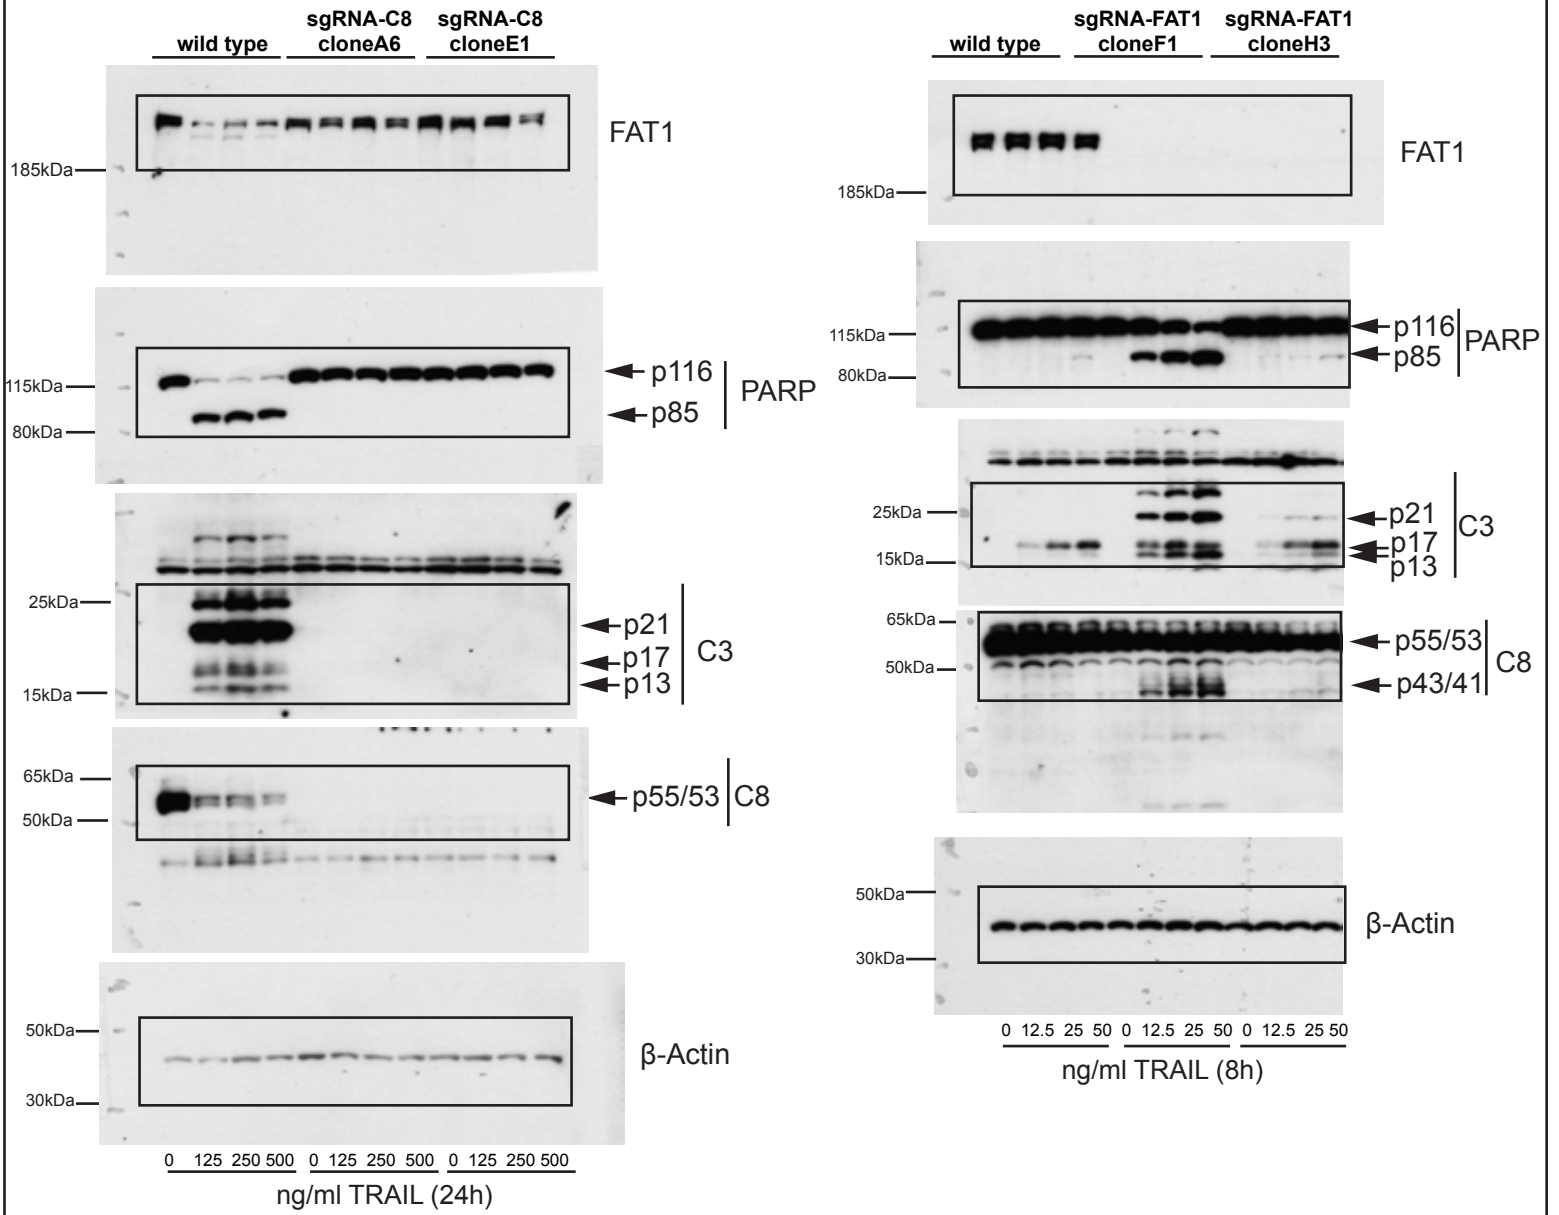 wild type
sgRNA-C8
cloneA6
sgRNA-C8
cloneE1
FAT1
185kDa
115kDa
80kDa
p116
p85
PARP
25kDa
15kDa
p21
p17
p13
C3
65kDa
50kDa
p55/53
C8
50kDa
30kDa
β-Actin
0 125 250 500 0 125 250 500 0 125 250 500
ng/ml TRAIL (24h)
wild type
sgRNA-FAT1
cloneF1
sgRNA-FAT1
cloneH3
FAT1
185kDa
115kDa
80kDa
p116
p85
PARP
25kDa
15kDa
p21
p17
p13
C3
65kDa
50kDa
p55/53
p43/41
C8
50kDa
30kDa
β-Actin
0 12.5 25 50 0 12.5 25 50 0 12.5 25 50
ng/ml TRAIL (8h)